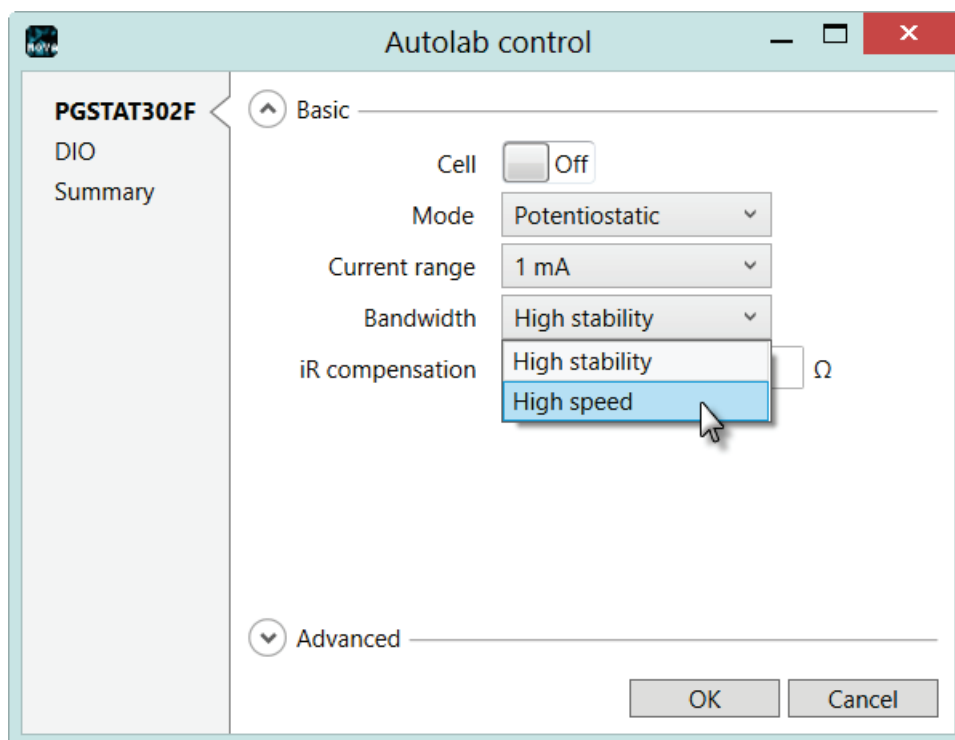 Autolab control
PGSTAT302F
DIO
Summary
Basic
Cell Off
Mode Potentiostatic
Current range 1 mA
Bandwidth High stability
High stability
iR compensation Ω
High speed
Advanced
OK Cancel